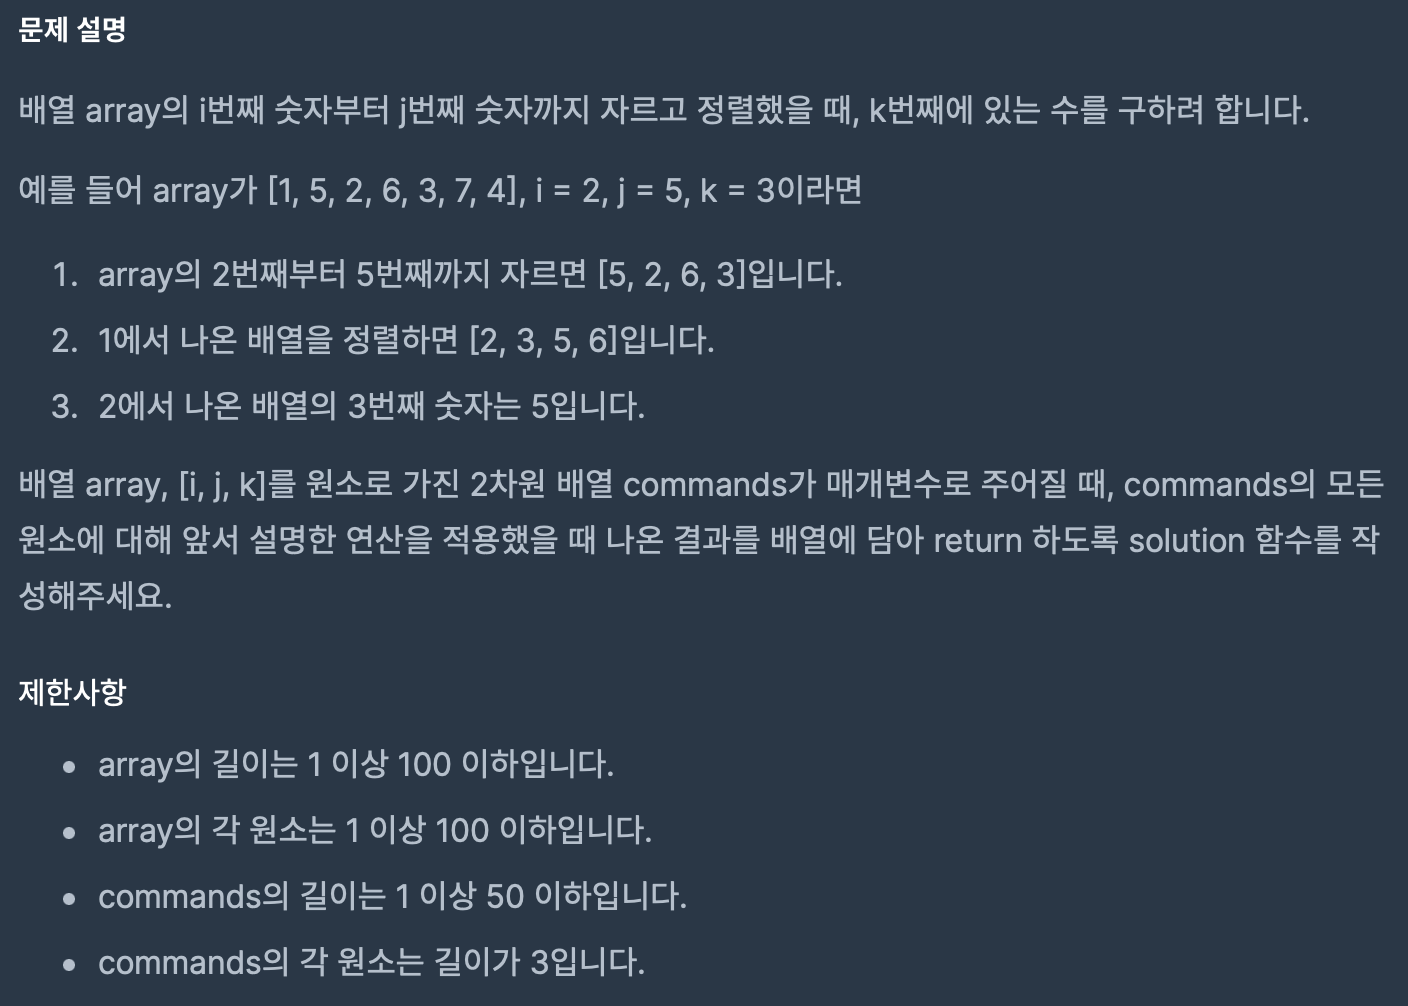 문제 설명
배열 array의 i번째 숫자부터 j번째 숫자까지 자르고 정렬했을 때, k번째에 있는 수를 구하려 합니다.
예를 들어 array가 [1, 5, 2, 6, 3, 7, 4], i = 2, j = 5, k = 3이라면
1. array의 2번째부터 5번째까지 자르면 [5, 2, 6, 3]입니다.
2. 1에서 나온 배열을 정렬하면 [2, 3, 5, 6]입니다.
3. 2에서 나온 배열의 3번째 숫자는 5입니다.
배열 array, [i, j, k]를 원소로 가진 2차원 배열 commands가 매개변수로 주어질 때, commands의 모든
원소에 대해 앞서 설명한 연산을 적용했을 때 나온 결과를 배열에 담아 return 하도록 solution 함수를 작
성해주세요.
제한사항
• array의 길이는 1 이상 100 이하입니다.
• array의 각 원소는 1 이상 100 이하입니다.
• commands의 길이는 1 이상 50 이하입니다.
• commands의 각 원소는 길이가 3입니다.